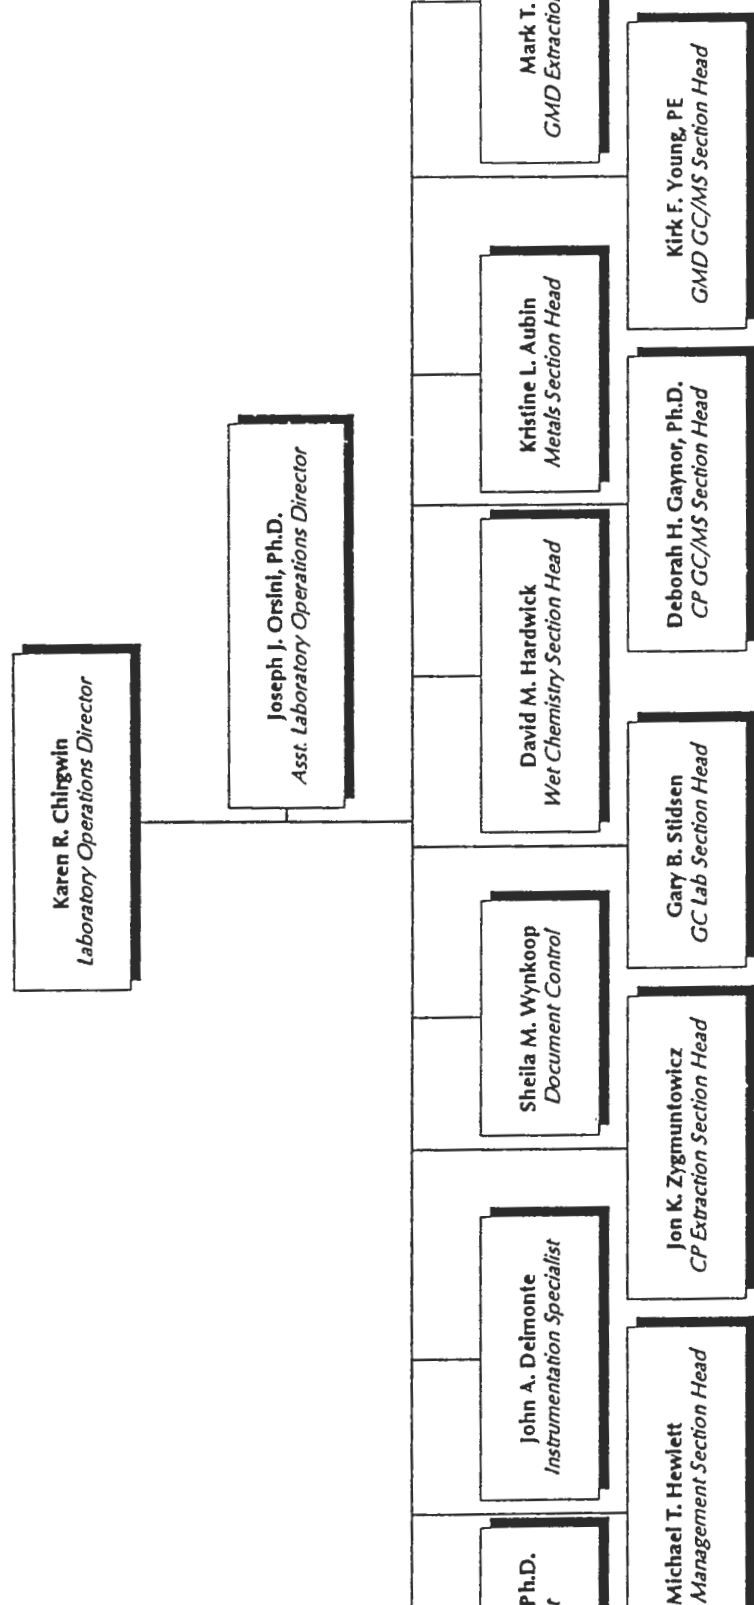 Karen R. Chirgwin
Laboratory Operations Director
Joseph J. Orsini, Ph.D.
Asst. Laboratory Operations Director
Ph.D.
John A. Delmonte
Instrumentation Specialist
Sheila M. Wynkoop
Document Control
David M. Hardwick
Wet Chemistry Section Head
Kristine L. Aubin
Metals Section Head
Mark T.
GMD Extraction
Michael T. Hewlett
Management Section Head
Jon K. Zygmuntowicz
CP Extraction Section Head
Gary B. Stidsen
GC Lab Section Head
Deborah H. Gaynor, Ph.D.
CP GC/MS Section Head
Kirk F. Young, PE
GMD GC/MS Section Head